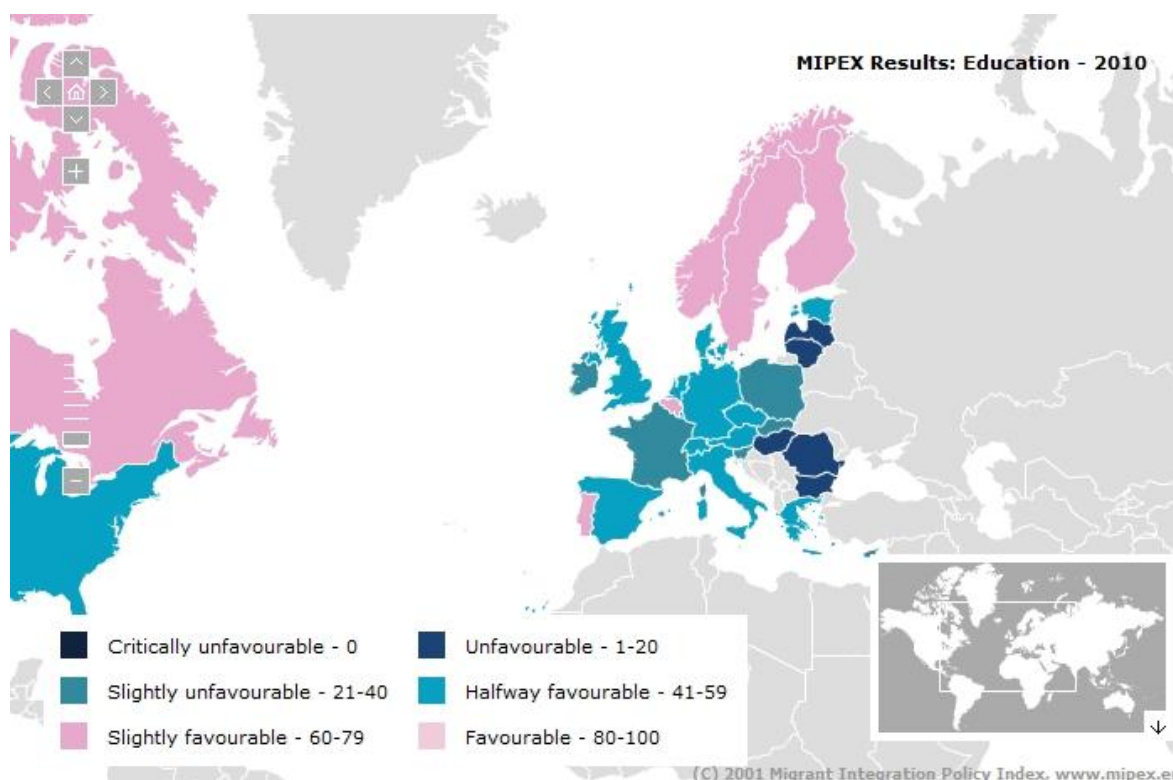 MIPEX Results: Education - 2010
Critically unfavourable - 0
Unfavourable - 1-20
Slightly unfavourable - 21-40
Halfway favourable - 41-59
Slightly favourable - 60-79
Favourable - 80-100
(C) 2001 Migrant Integration Policy Index, www.mipex.e